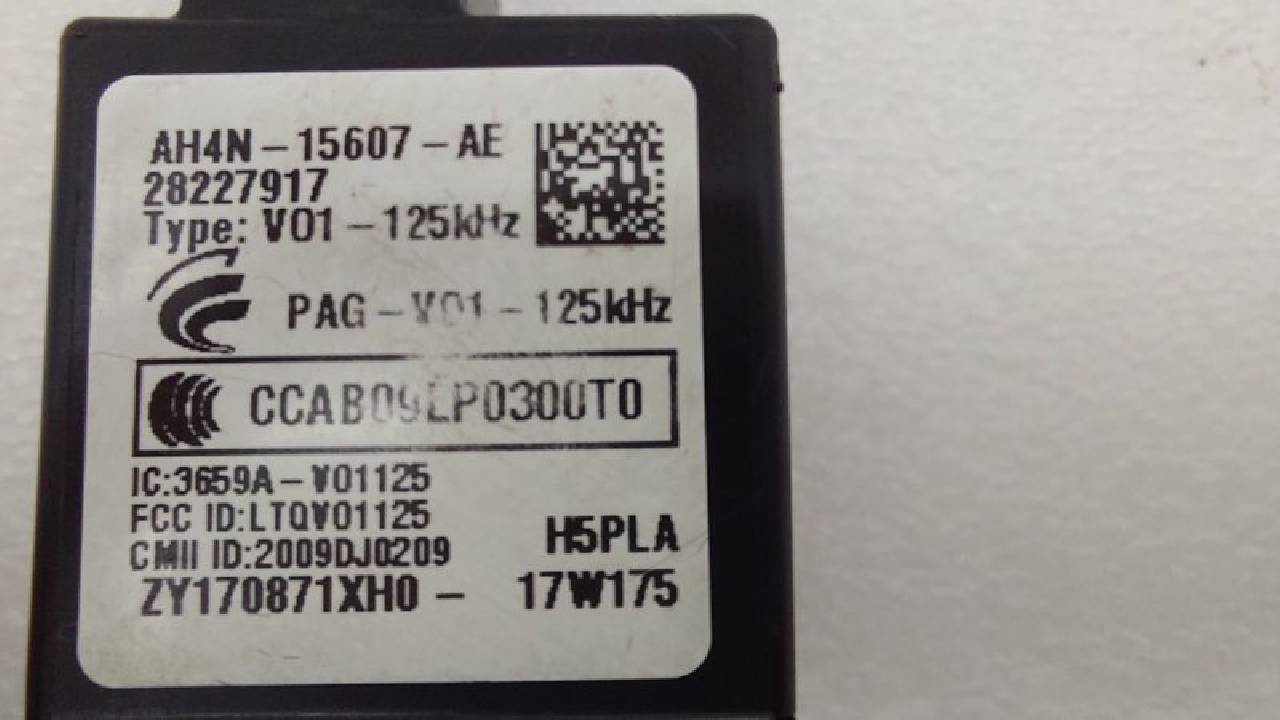 AH4N-15607-AE
28227917
Type: V01-125kHz
PAG-V01-125kHz
CCAB09LP0300T0
IC:3659A-V01125
FCC ID:LTQV01125
CMII ID:2009DJ0209
H5PLA
ZY170871XH0- 17W175